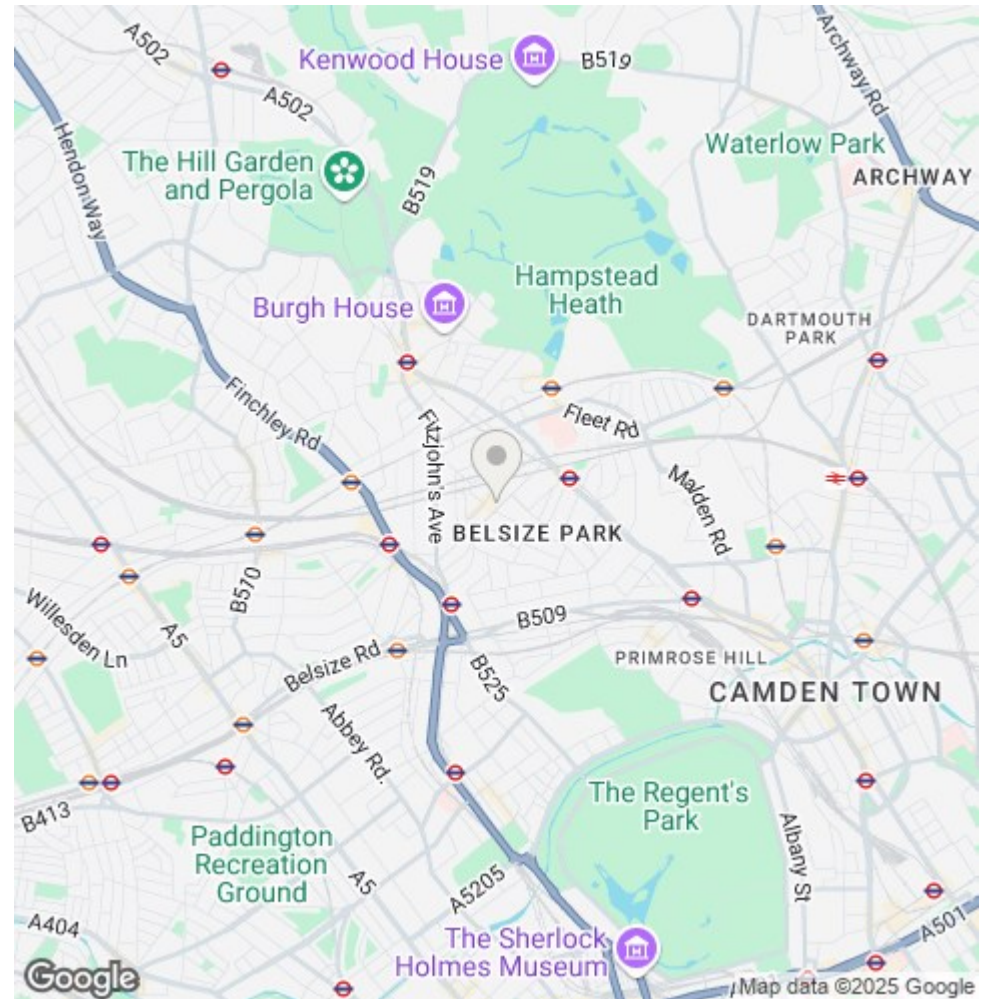 A502
Kenwood House
B519
Archway Rd
A502
Hendon Way
The Hill Garden
and Pergola
B519
Waterlow Park
ARCHWAY
Hampstead
Heath
Burgh House
DARTMOUTH
PARK
Finchley Rd
Fitzjohn's Ave
Fleet Rd
Malden Rd
BELSIZE PARK
B570
Willesden Ln
A5
B509
Belsize Rd
B525
PRIMROSE HILL
CAMDEN TOWN
Abbey Rd.
The Regent's
Park
B413
Paddington
Recreation
Ground
Albany St
A5
A5205
A404
A501
The Sherlock
Holmes Museum
Google
Map data ©2025 Google